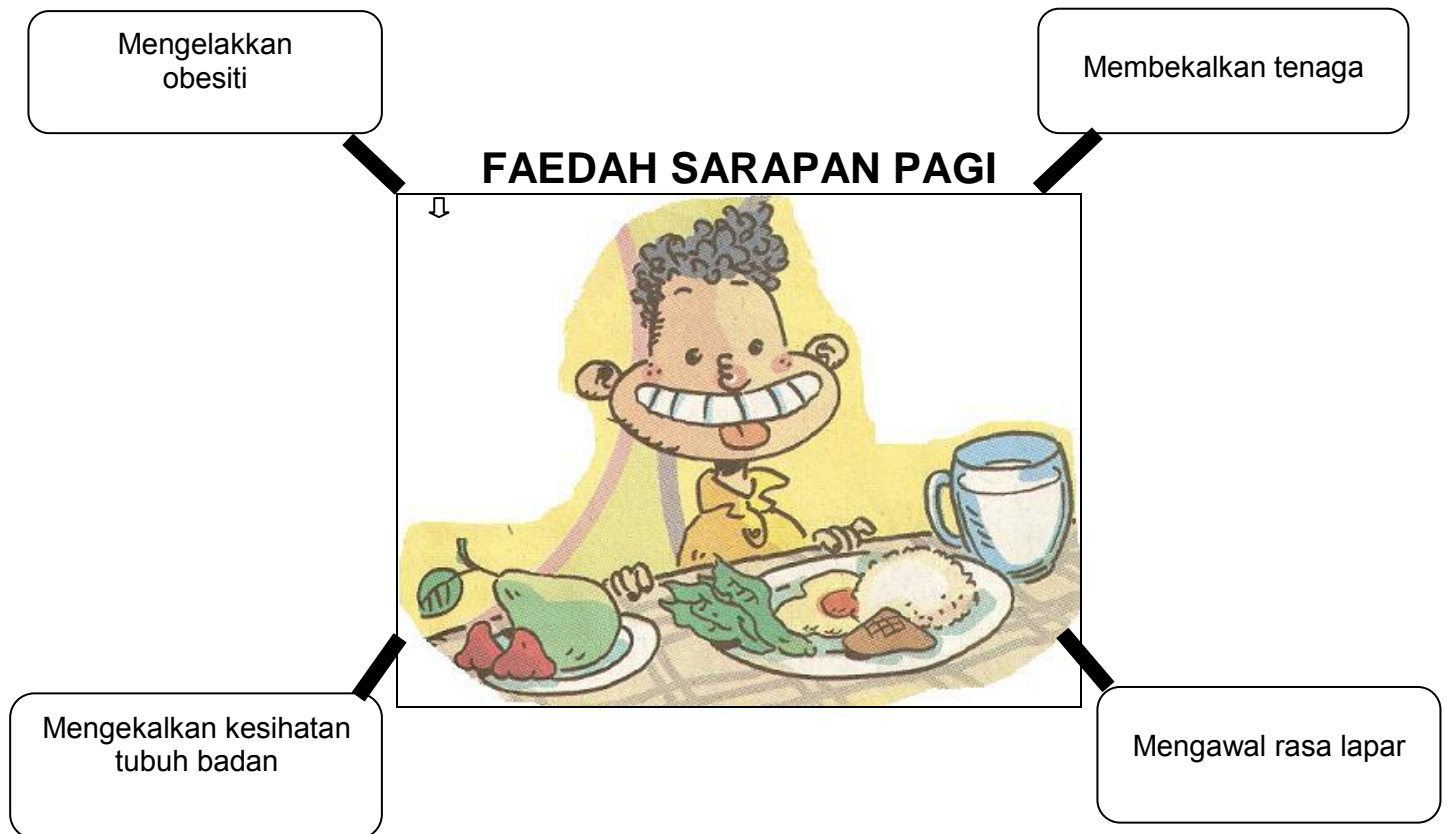 Mengelakkan
obesiti
Membekalkan tenaga
FAEDAH SARAPAN PAGI
Mengekalkan kesihatan
tubuh badan
Mengawal rasa lapar